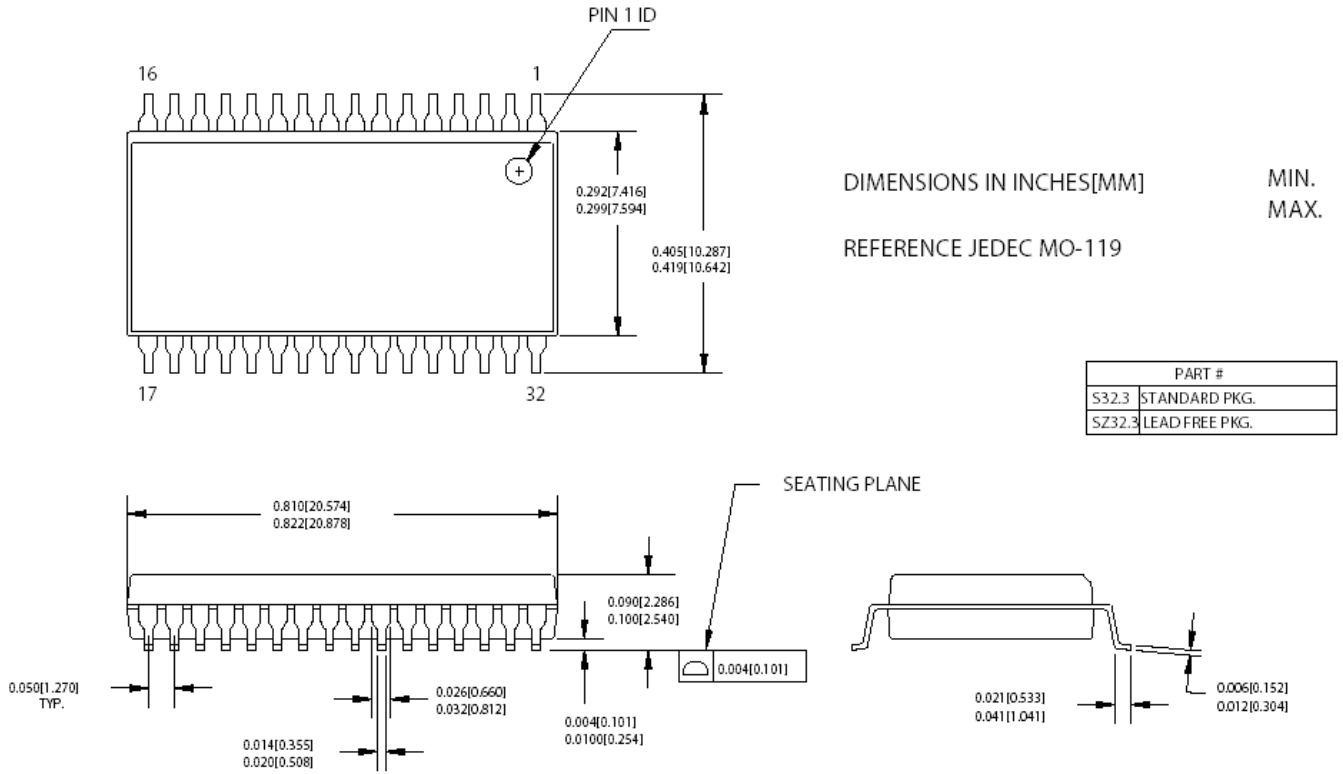 PIN 1 ID
16
1
0.292[7.416]
0.299[7.594]
0.405[10.287]
0.419[10.642]
17
32
DIMENSIONS IN INCHES[MM]
MIN.
MAX.
REFERENCE JEDEC MO-119
PART #
S32.3 STANDARD PKG.
SZ32.3 LEAD FREE PKG.
SEATING PLANE
0.810[20.574]
0.822[20.878]
0.090[2.286]
0.100[2.540]
0.004[0.101]
0.050[1.270]
TYP.
0.026[0.660]
0.032[0.812]
0.014[0.355]
0.020[0.508]
0.004[0.101]
0.0100[0.254]
0.021[0.533]
0.041[1.041]
0.006[0.152]
0.012[0.304]